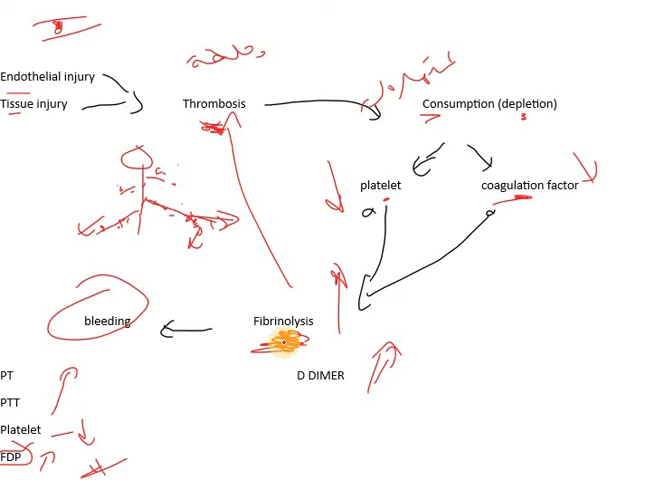 Endothelial injury
Tissue injury
Thrombosis
Consumption (depletion)
platelet
coagulation factor
bleeding
Fibrinolysis
D DIMER
PT
PTT
Platelet
FDP